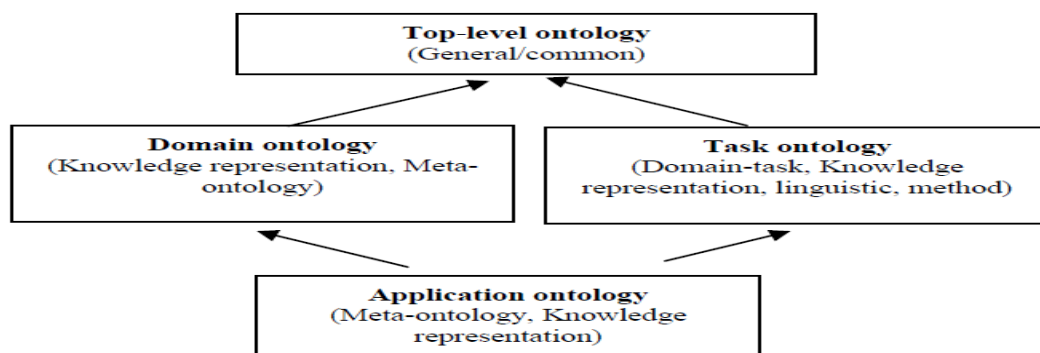 Top-level ontology
(General/common)
Domain ontology
(Knowledge representation, Meta-
ontology)
Task ontology
(Domain-task, Knowledge
representation, linguistic, method)
Application ontology
(Meta-ontology, Knowledge
representation)